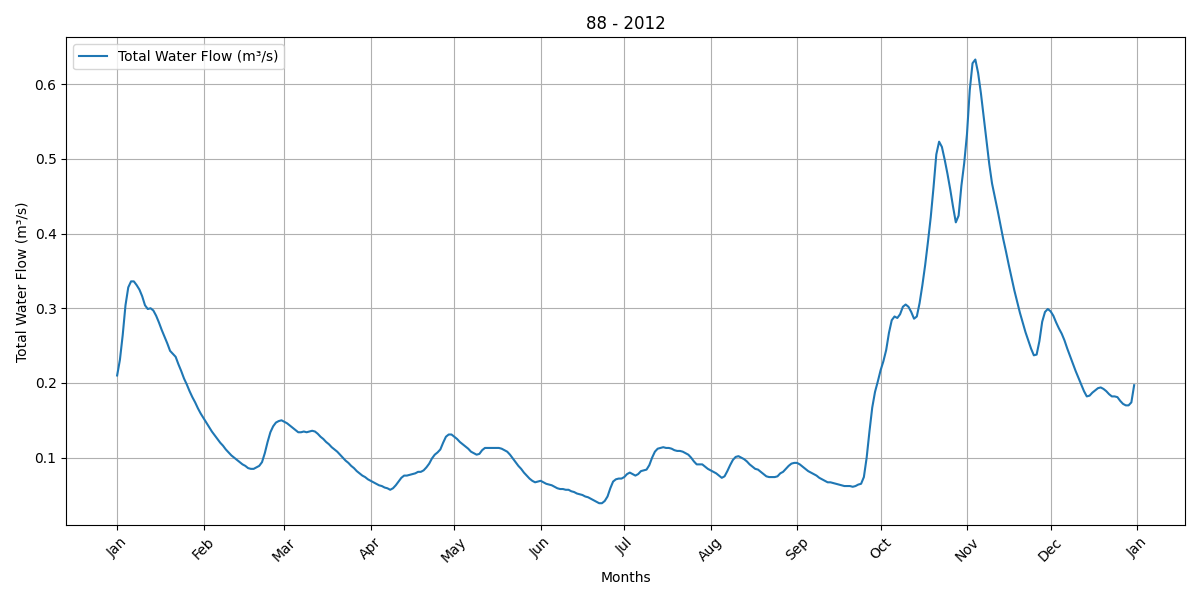 88 - 2012
Total Water Flow (m³/s)
Total Water Flow (m³/s)
0.6
0.5
0.4
0.3
0.2
0.1
Jan
Feb
Mar
Apr
May
Jun
Jul
Aug
Sep
Oct
Nov
Dec
Jan
Months